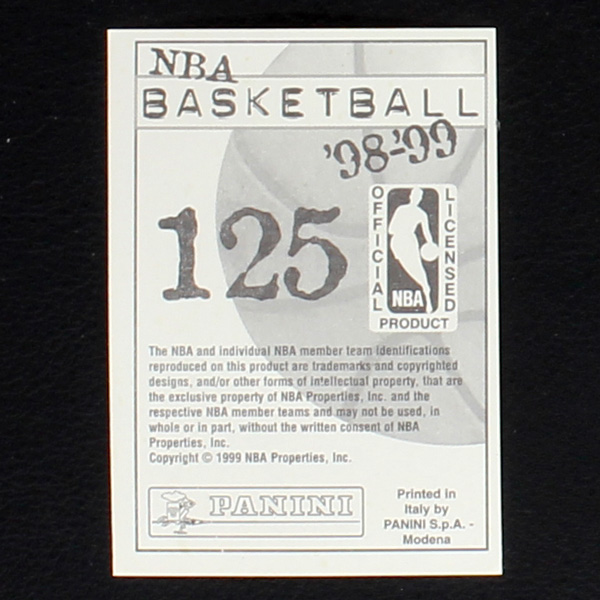 NBA
BASKETBALL
'98-'99
125
OFFICIAL
LICENSED
NBA
PRODUCT
The NBA and individual NBA member team identifications
reproduced on this product are trademarks and copyrighted
designs, and/or other forms of intellectual property, that are
the exclusive property of NBA Properties, Inc. and the
respective NBA member teams and may not be used, in
whole or in part, without the written consent of NBA
Properties, Inc.
Copyright © 1999 NBA Properties, Inc.
PANINI
Printed in
Italy by
PANINI S.p.A. -
Modena